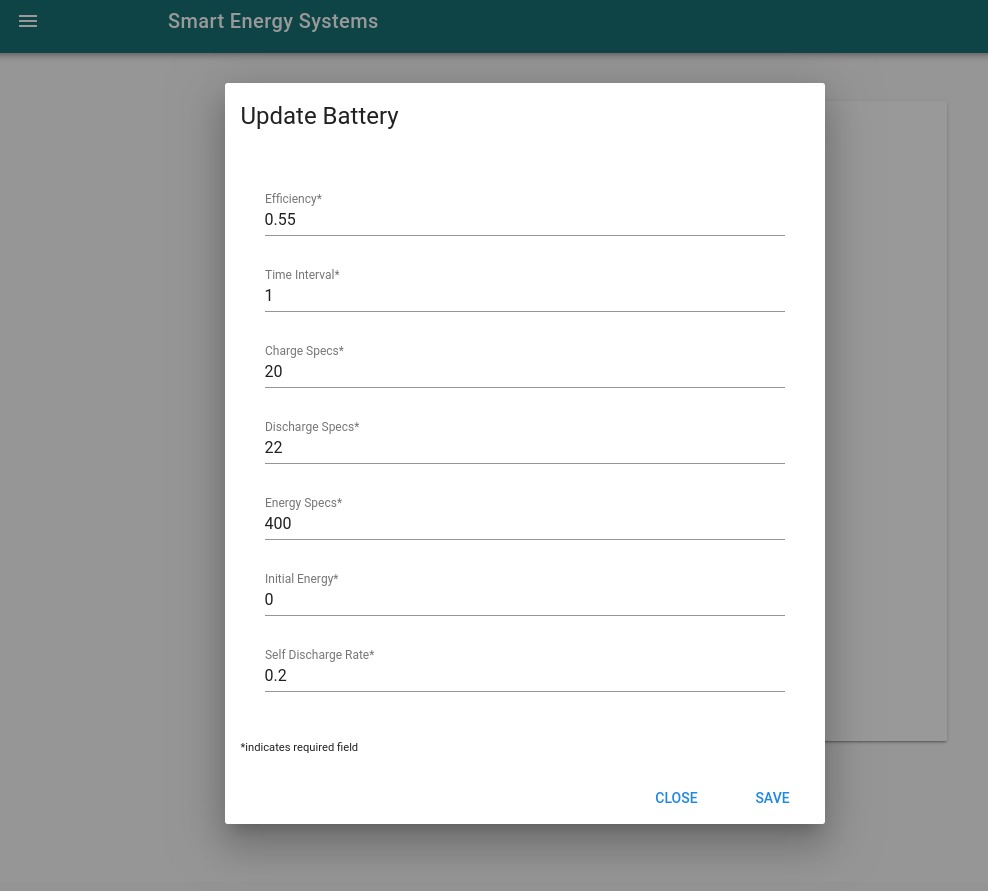 Smart Energy Systems
Update Battery
Efficiency*
0.55
Time Interval*
1
Charge Specs*
20
Discharge Specs*
22
Energy Specs*
400
Initial Energy*
0
Self Discharge Rate*
0.2
*indicates required field
CLOSE SAVE